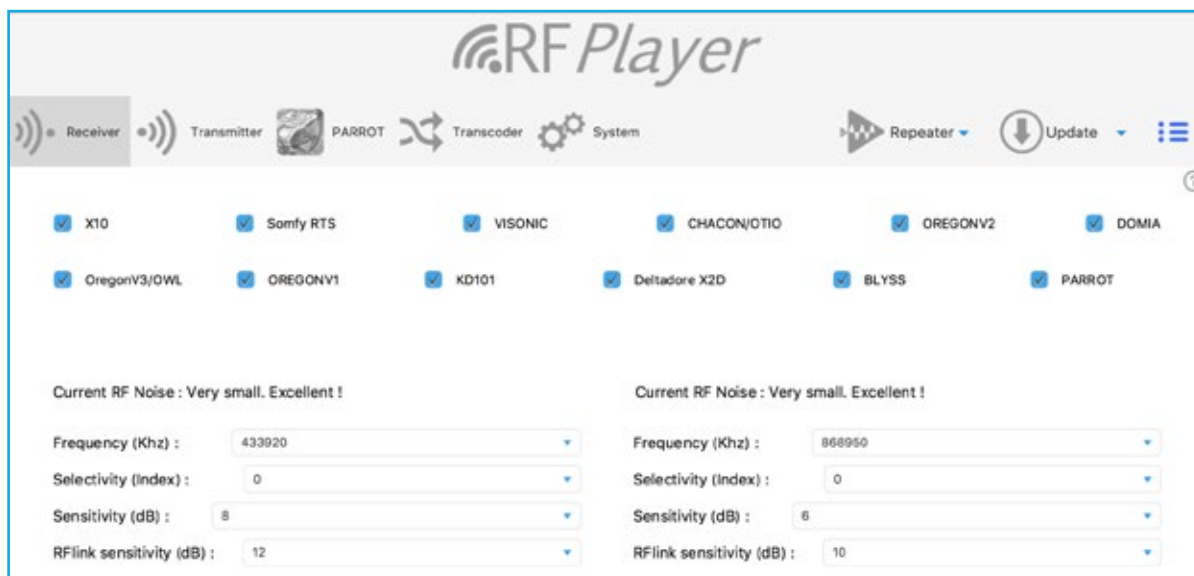 RFPlayer
Receiver Transmitter PARROT Transcoder System Repeater Update
X10 Somfy RTS VISONIC CHACON/OTIO OREGONV2 DOMIA
OregonV3/OWL OREGONV1 KD101 Deltadore X2D BLYSS PARROT
Current RF Noise : Very small. Excellent ! Current RF Noise : Very small. Excellent !
Frequency (Khz) : 433920 Frequency (Khz) : 868950
Selectivity (Index) : 0 Selectivity (Index) : 0
Sensitivity (dB) : 8 Sensitivity (dB) : 6
RFlink sensitivity (dB) : 12 RFlink sensitivity (dB) : 10